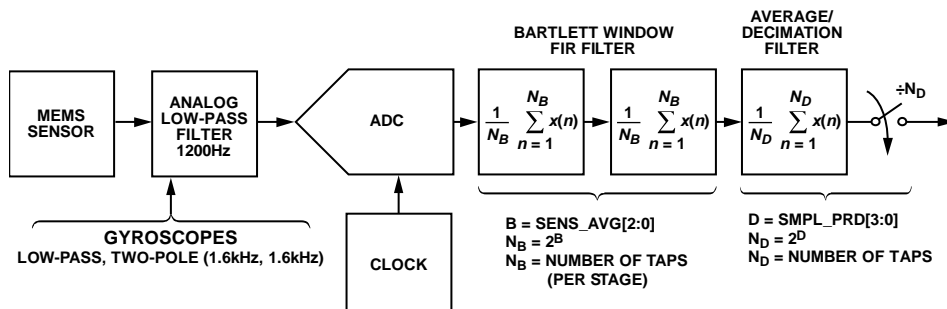 BARTLETT WINDOW
FIR FILTER
AVERAGE/
DECIMATION
FILTER
MEMS
SENSOR
ANALOG
LOW-PASS
FILTER
1200Hz
ADC
1/N_B N_B ∑ n = 1 x(n)
1/N_B N_B ∑ n = 1 x(n)
1/N_D N_D ∑ n = 1 x(n)
÷N_D
GYROSCOPES
LOW-PASS, TWO-POLE (1.6kHz, 1.6kHz)
CLOCK
B = SENS_AVG[2:0]
N_B = 2^B
N_B = NUMBER OF TAPS
(PER STAGE)
D = SMPL_PRD[3:0]
N_D = 2^D
N_D = NUMBER OF TAPS